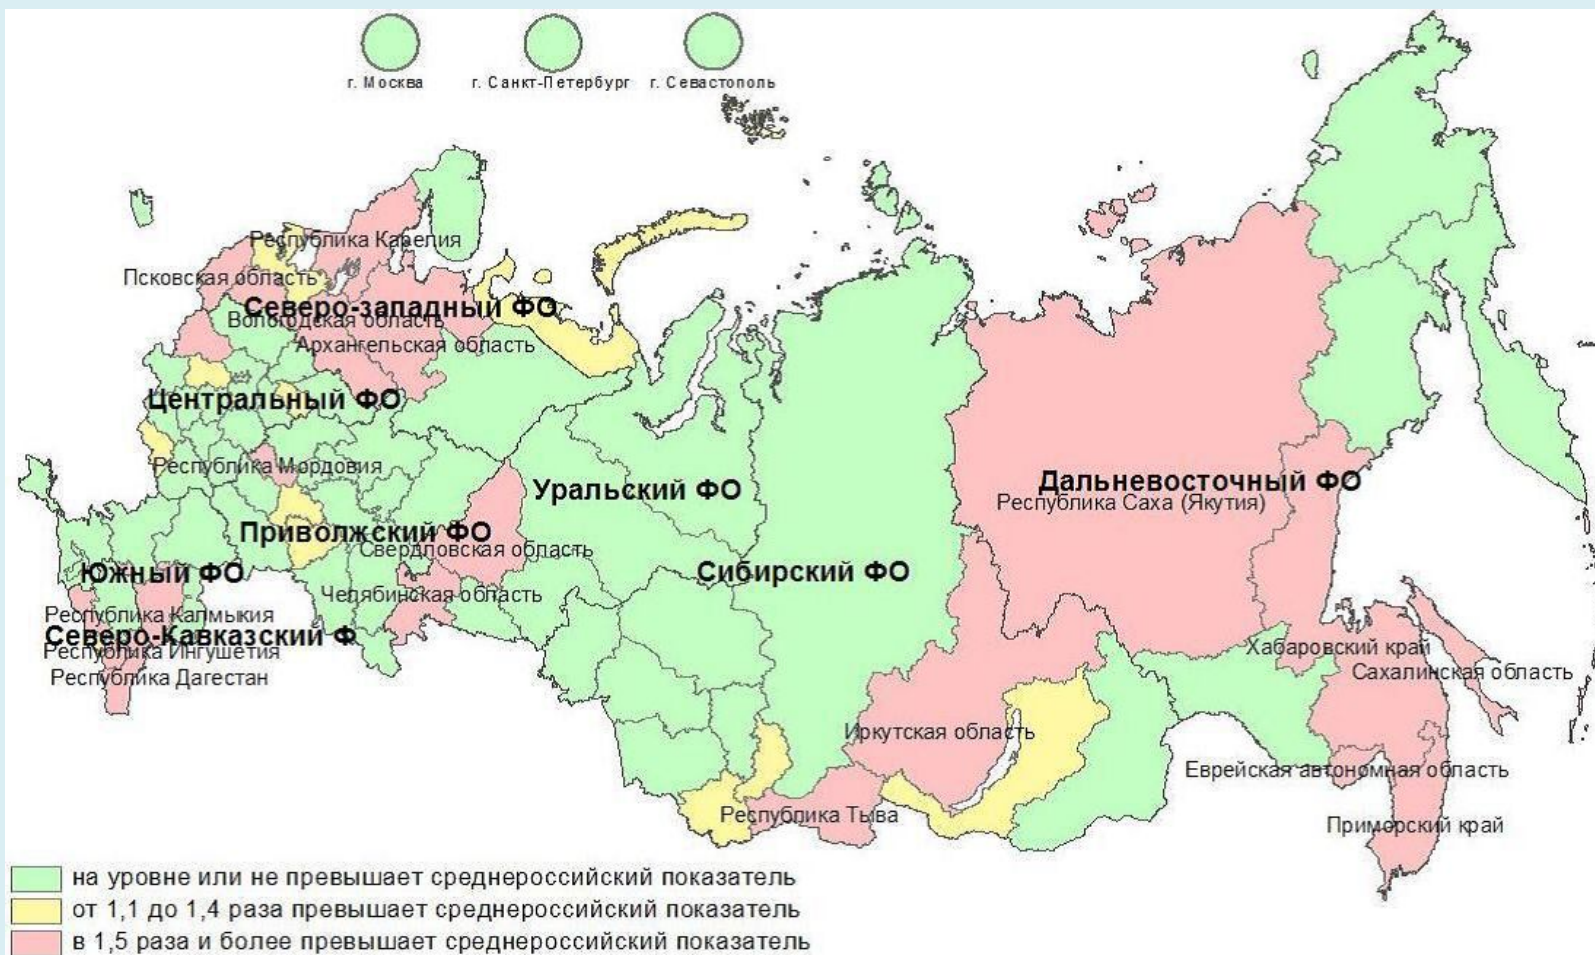 г. Москва
г. Санкт-Петербург
г. Севастополь
Республика Карелия
Псковская область
Северо-западный ФО
Вологодская область
Архангельская область
Центральный ФО
Республика Мордовия
Уральский ФО
Дальневосточный ФО
Республика Саха (Якутия)
Приволжский ФО
Свердловская область
Южный ФО
Сибирский ФО
Челябинская область
Республика Калмыкия
Северо-Кавказский Ф
Республика Ингушетия
Республика Дагестан
Хабаровский край
Сахалинская область
Иркутская область
Еврейская автономная область
Республика Тыва
Приморский край
на уровне или не превышает среднероссийский показатель
от 1,1 до 1,4 раза превышает среднероссийский показатель
в 1,5 раза и более превышает среднероссийский показатель